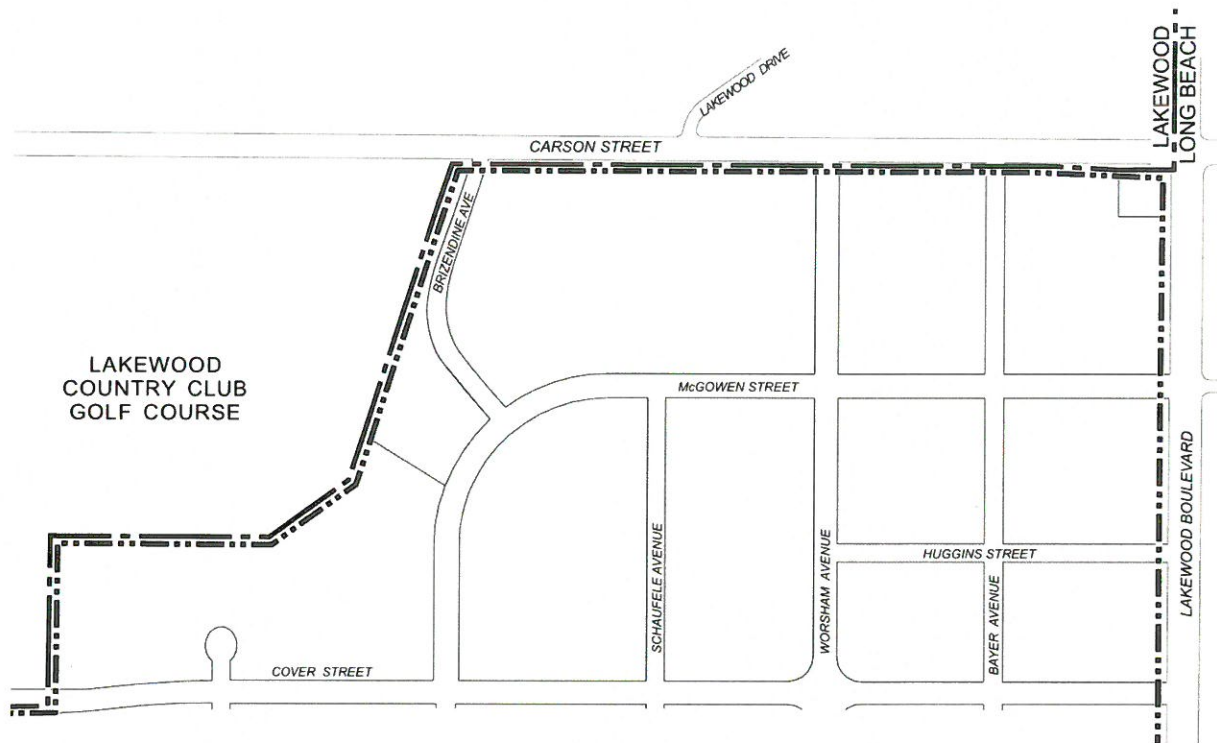 LAKEWOOD
LONG BEACH
LAKEWOOD DRIVE
CARSON STREET
BRIZENDINE AVE
LAKEWOOD
COUNTRY CLUB
GOLF COURSE
McGOWEN STREET
LAKEWOOD BOULEVARD
SCHAUFELE AVENUE
WORSHAM AVENUE
HUGGINS STREET
BAYER AVENUE
COVER STREET